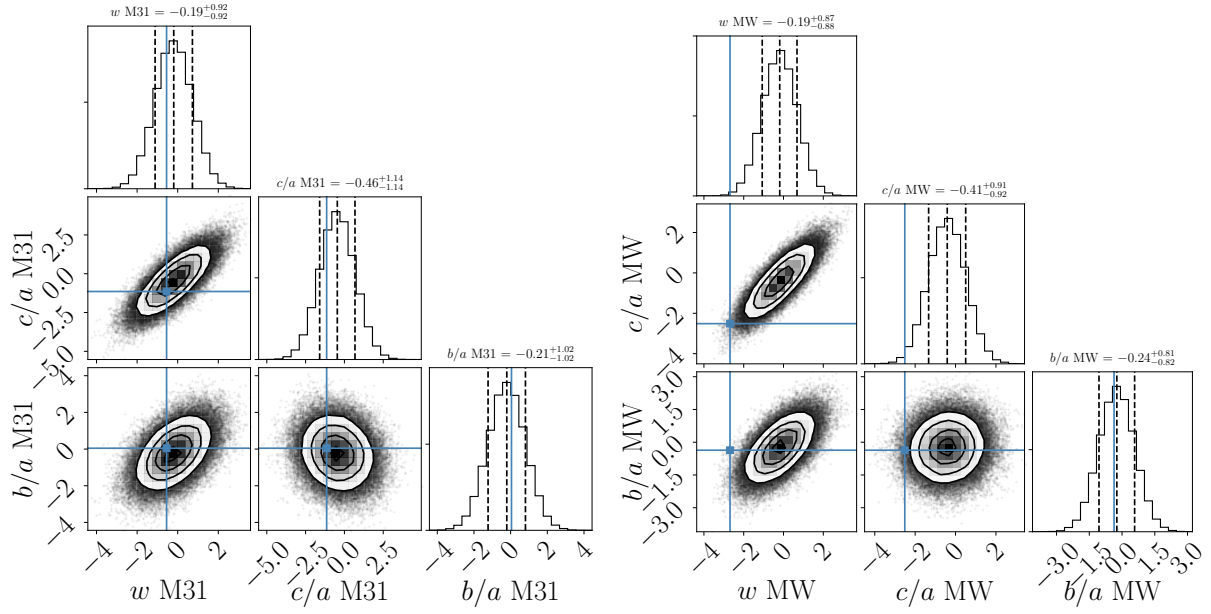 w M31 = −0.19+0.92−0.92
c/a M31 = −0.46+1.14−1.14
c/a M31
2.5
0.0
−2.5
−5.0
b/a M31 = −0.21+1.02−1.02
b/a M31
4
2
0
−2
−4
−4 −2 0 2
w M31
−5.0 −2.5 0.0 2.5
c/a M31
−4 −2 0 2 4
b/a M31
w MW = −0.19+0.87−0.88
c/a MW = −0.41+0.91−0.92
c/a MW
2
0
−2
−4
b/a MW = −0.24+0.81−0.82
b/a MW
3.0
1.5
0.0
−1.5
−3.0
−4 −2 0 2
w MW
−4 −2 0 2
c/a MW
−3.0 −1.5 0.0 1.5 3.0
b/a MW